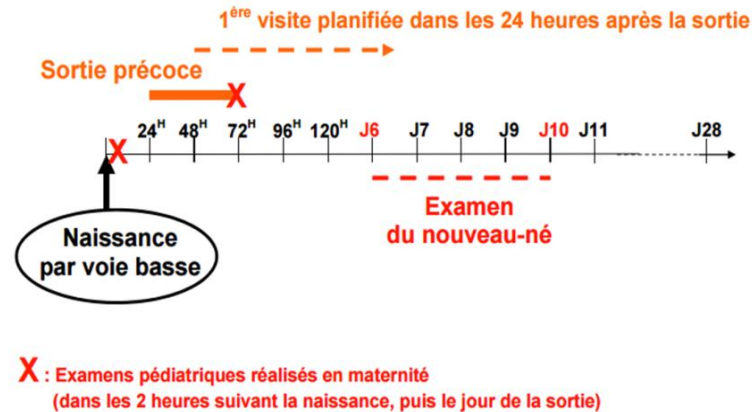 1ère visite planifiée dans les 24 heures après la sortie
Sortie précoce
X
X 24H 48H 72H 96H 120H J6 J7 J8 J9 J10 J11 J28
Examen
du nouveau-né
Naissance
par voie basse
X : Examens pédiatriques réalisés en maternité
(dans les 2 heures suivant la naissance, puis le jour de la sortie)